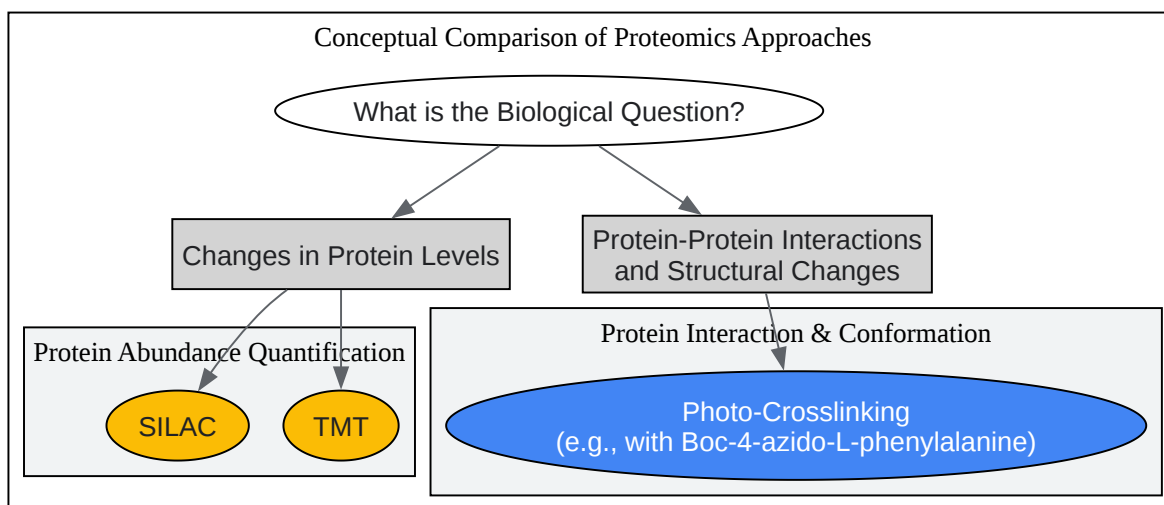 Conceptual Comparison of Proteomics Approaches
What is the Biological Question?
Changes in Protein Levels
Protein-Protein Interactions
and Structural Changes
Protein Abundance Quantification
SILAC
TMT
Protein Interaction & Conformation
Photo-Crosslinking
(e.g., with Boc-4-azido-L-phenylalanine)